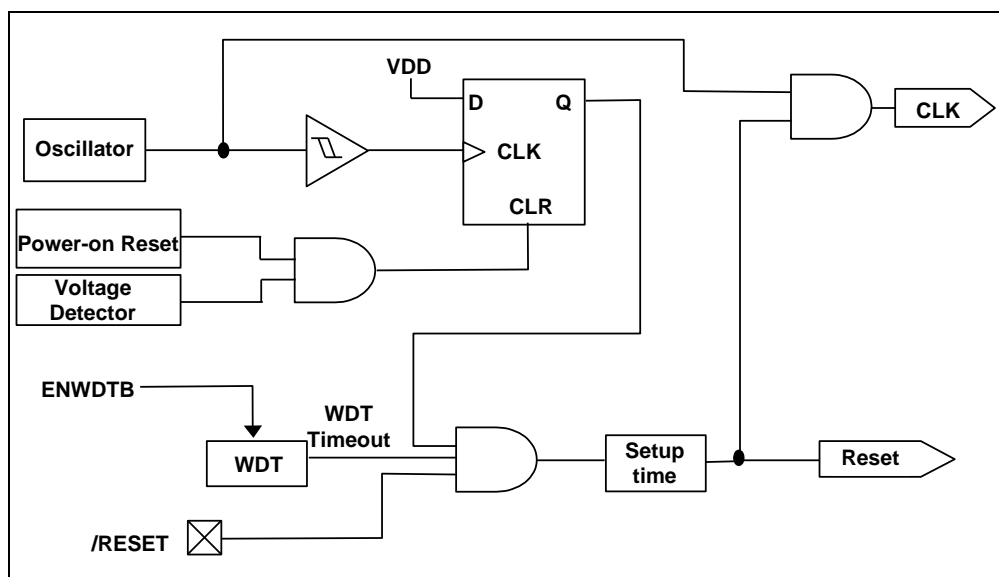 VDD
D
Q
CLK
Oscillator
CLK
CLR
Power-on Reset
Voltage
Detector
ENWDTB
WDT
Timeout
WDT
Setup
time
Reset
/RESET